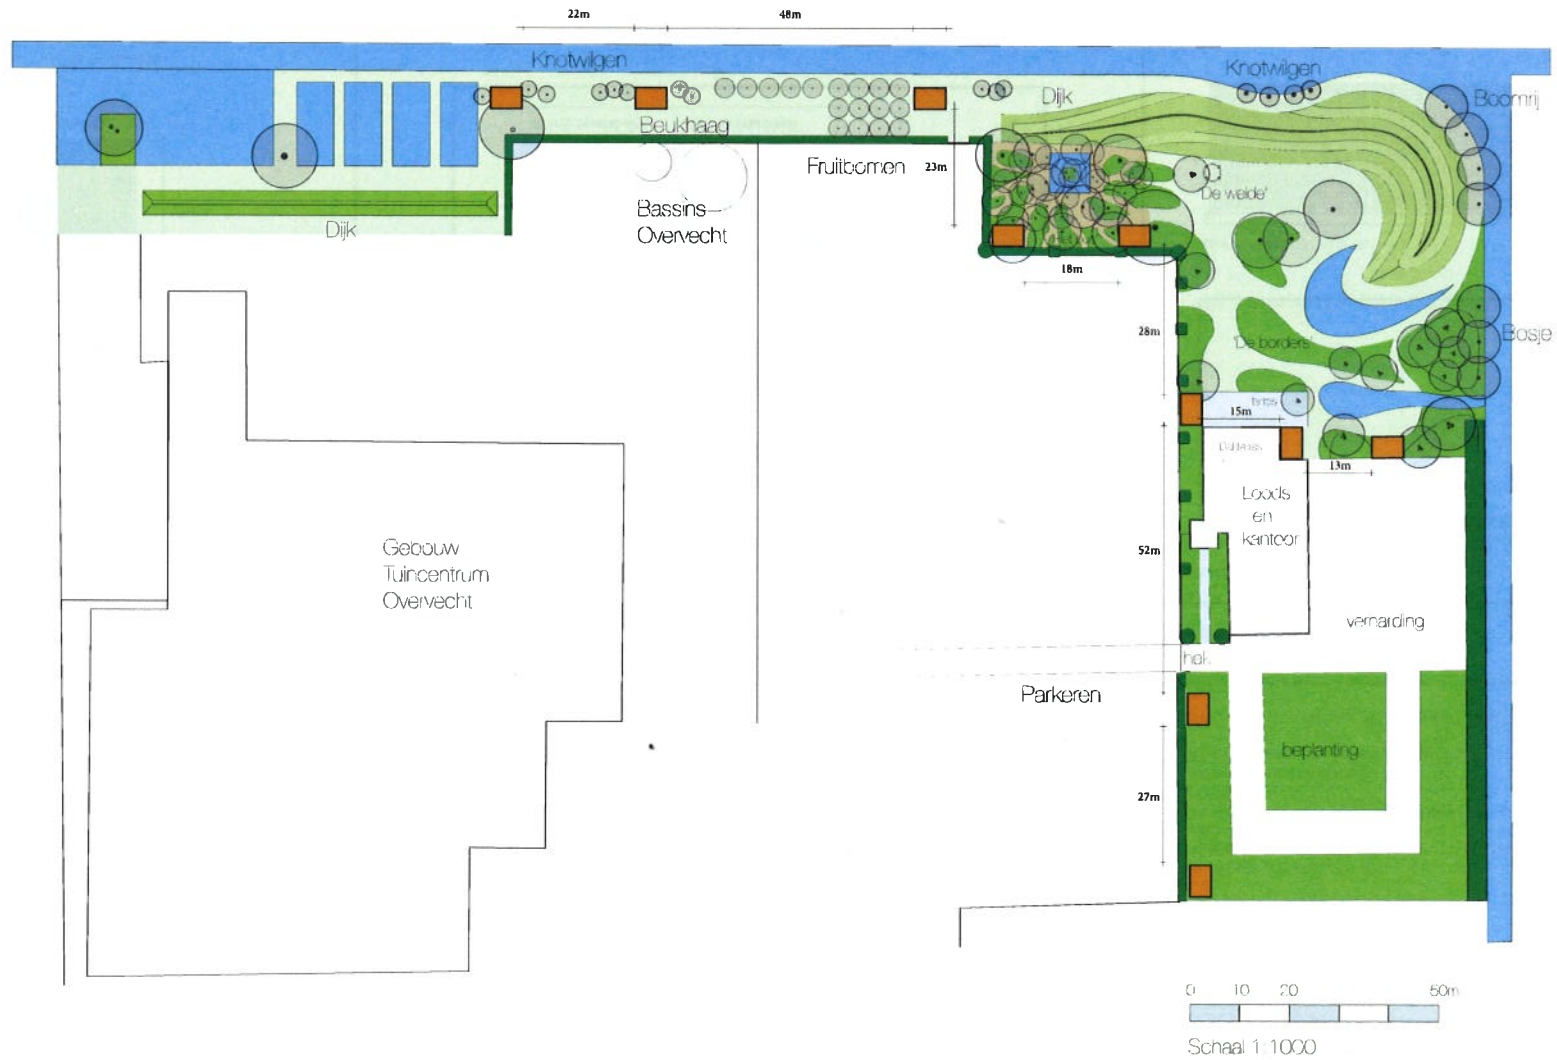 22m
48m
Knotwilgen
Knotwilgen
Boomrij
Dijk
Beukhaag
Fruitbomen
23m
'De weide'
Bassins
Overvecht
Dijk
18m
28m
Bosje
'De borders'
terras
15m
13m
Loods
en
kantoor
52m
Gebouw
Tuincentrum
Overvecht
verharding
hek
Parkeren
beplanting
27m
0 10 20 50m
Schaal 1:1000